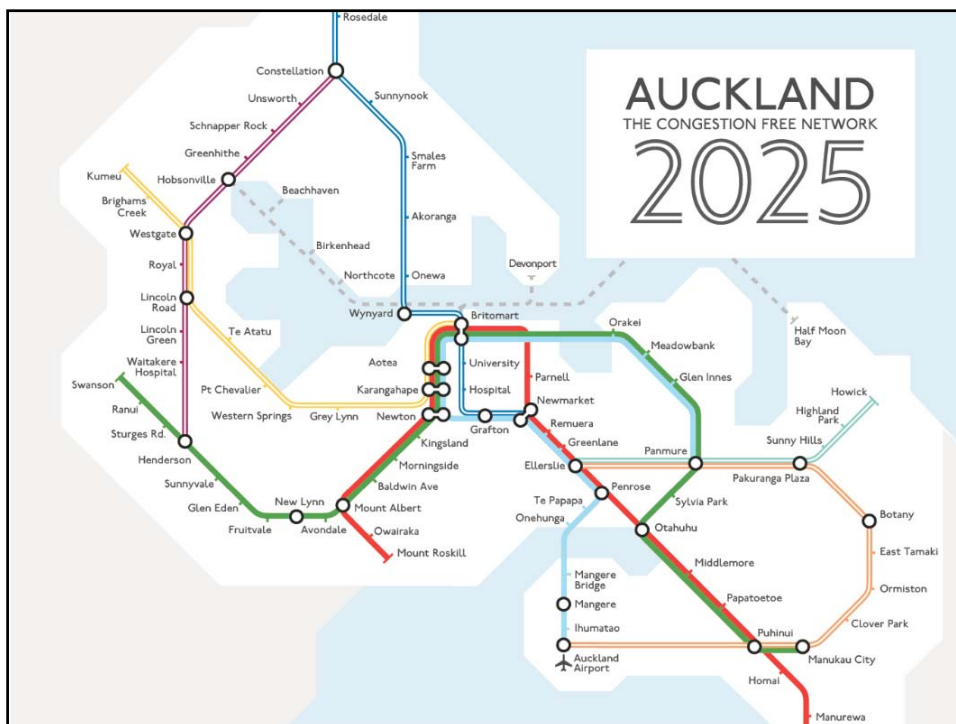 Rosedale
AUCKLAND
THE CONGESTION FREE NETWORK
2025
Constellation
Sunnynook
Unsworth
Schnapper Rock
Greenhithe
Smales
Farm
Kumeu
Hobsonville
Beachhaven
Brighams
Creek
Akoranga
Westgate
Birkenhead
Devonport
Royal
Northcote
Onewa
Lincoln
Road
Wynyard
Britomart
Half Moon
Bay
Lincoln
Green
Te Atatu
Orakei
Meadowbank
Waitakere
Hospital
Aotea
University
Parnell
Glen Innes
Swanson
Pt Chevalier
Karangahape
Hospital
Howick
Ranui
Western Springs
Grey Lynn
Newton
Grafton
Newmarket
Highland
Park
Sturges Rd.
Remuera
Sunny Hills
Henderson
Kingsland
Greenlane
Panmure
Morningside
Ellerslie
Pakuranga Plaza
Sunnyvale
Baldwin Ave
Penrose
Glen Eden
New Lynn
Mount Albert
Te Papapa
Sylvia Park
Botany
Fruitvale
Avondale
Owairaka
Onehunga
Otahuhu
Mount Roskill
East Tamaki
Mangere
Bridge
Middlemore
Ormiston
Mangere
Papatoetoe
Ihumatao
Clover Park
Puhinui
Auckland
Airport
Manukau City
Homai
Manurewa